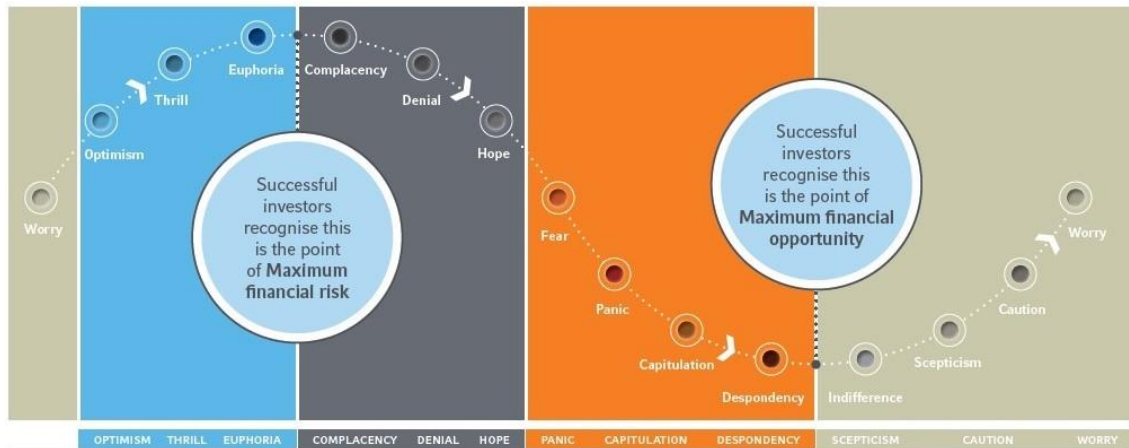 Worry
Optimism
Thrill
Euphoria
Complacency
Denial
Hope
Successful
investors
recognise this
is the point
of Maximum
financial risk
Fear
Panic
Capitulation
Despondency
Successful
investors
recognise this
is the point of
Maximum financial
opportunity
Indifference
Scepticism
Caution
Worry
OPTIMISM THRILL EUPHORIA COMPLACENCY DENIAL HOPE PANIC CAPITULATION DESPONDENCY SCEPTICISM CAUTION WORRY